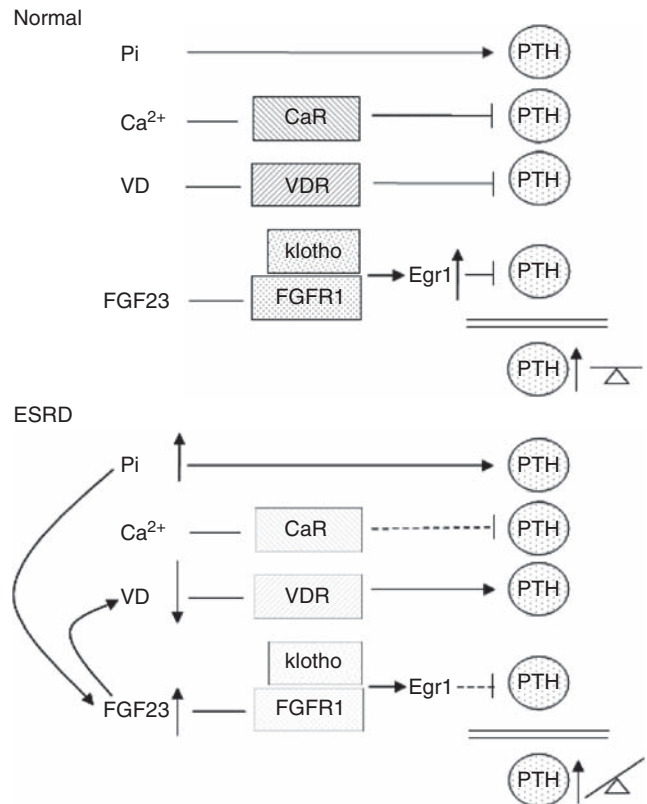 Normal
Pi PTH
Ca²⁺ CaR PTH
VD VDR PTH
klotho
Egr1 PTH
FGF23 FGFR1
PTH
ESRD
Pi PTH
Ca²⁺ CaR PTH
VD VDR PTH
klotho
Egr1 PTH
FGF23 FGFR1
PTH